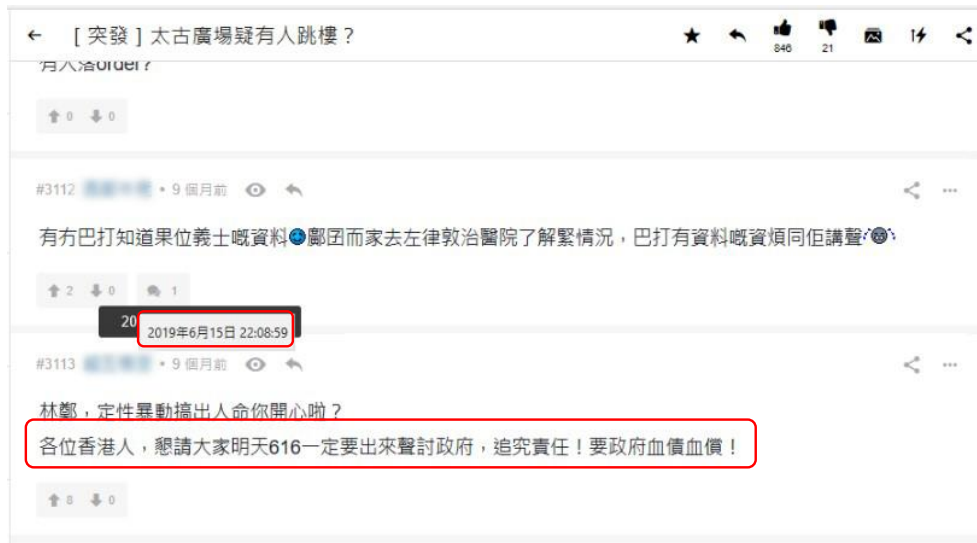 [ 突發 ] 太古廣場疑有人跳樓？
846
21
有人落order?
0 0
#3112 • 9 個月前
有冇巴打知道果位義士嘅資料鄺囝而家去左律敦治醫院了解緊情況，巴打有資料嘅資煩同佢講聲
2 0 1
20
2019年6月15日 22:08:59
#3113 • 9 個月前
林鄭，定性暴動搞出人命你開心啦？
各位香港人，懇請大家明天616一定要出來聲討政府，追究責任！要政府血債血償！
8 0